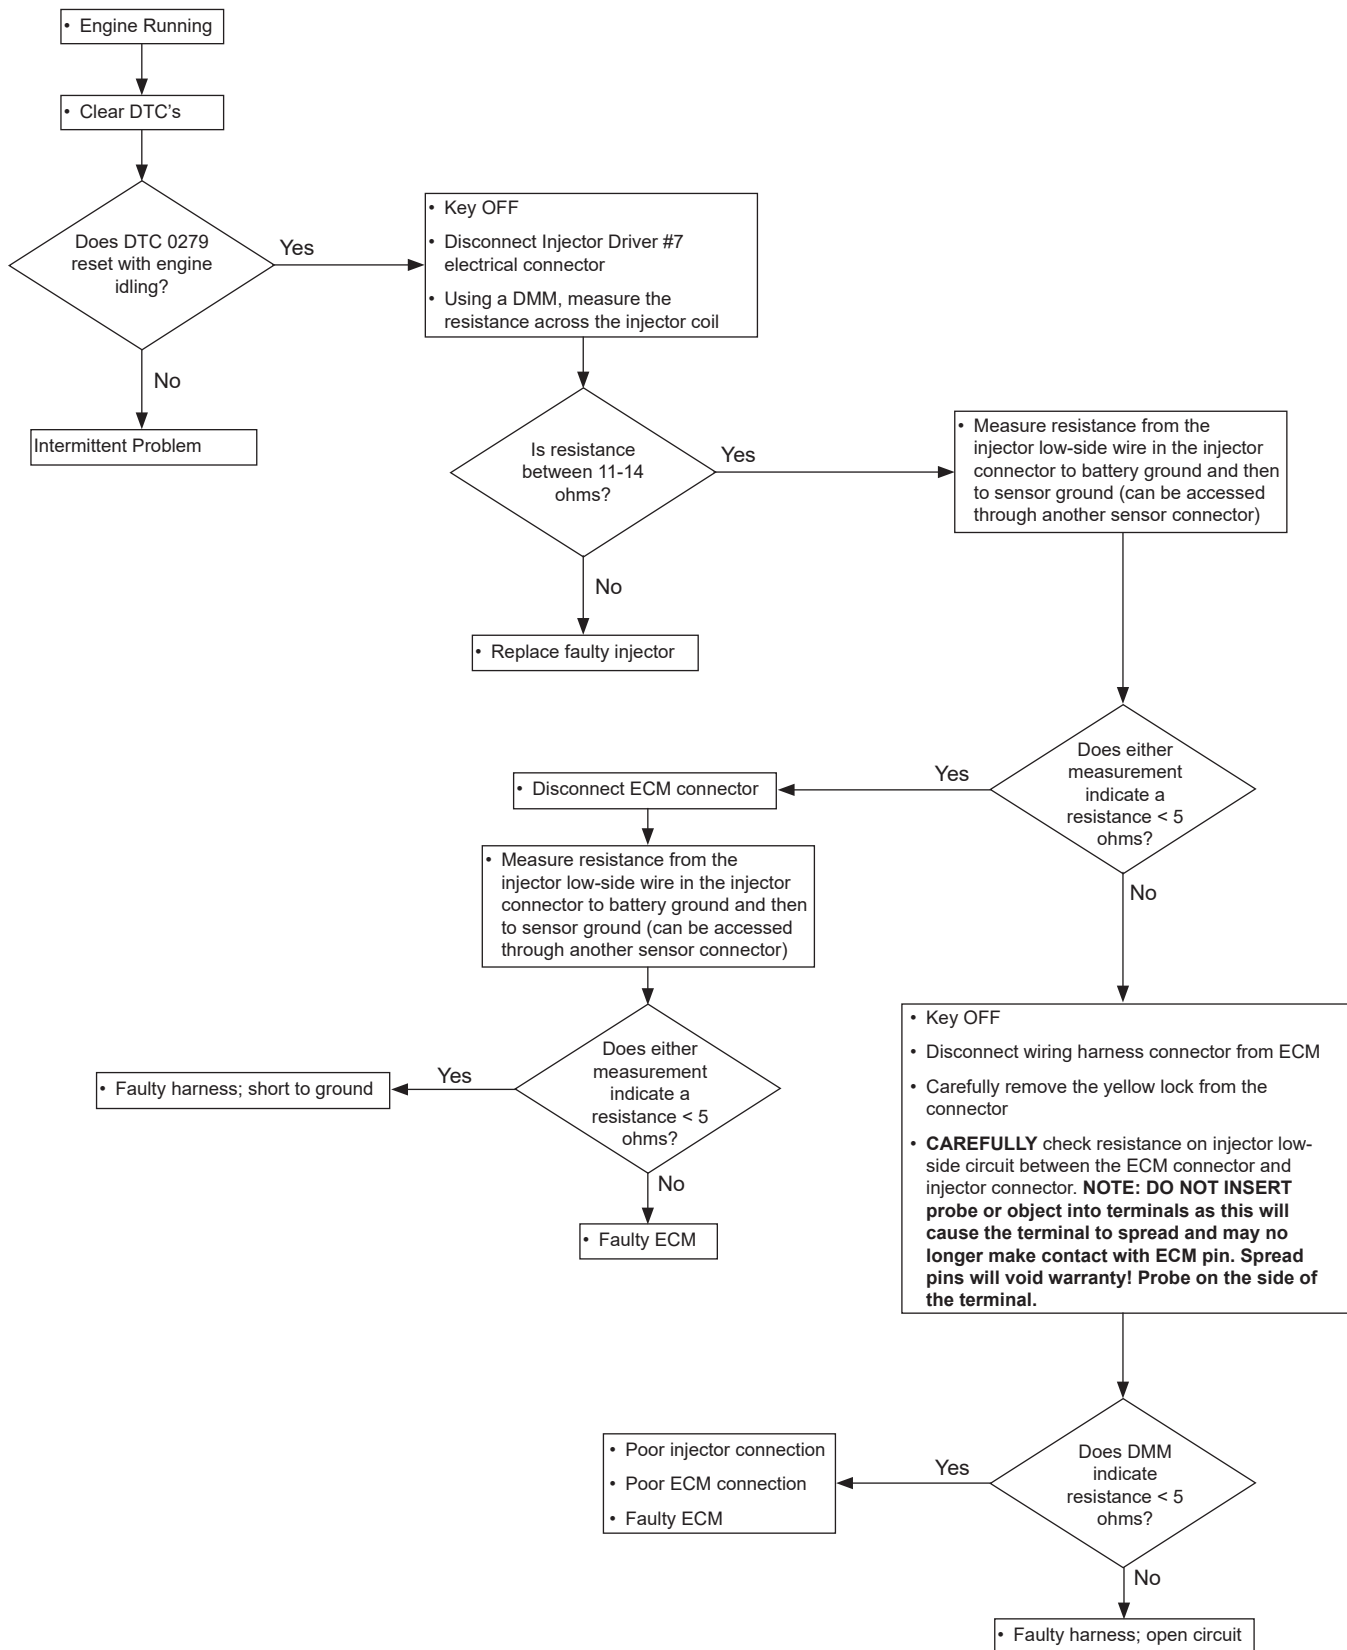 • Engine Running
• Clear DTC's
Does DTC 0279
reset with engine
idling?
Yes
No
Intermittent Problem
• Key OFF
• Disconnect Injector Driver #7
electrical connector
• Using a DMM, measure the
resistance across the injector coil
Is resistance
between 11-14
ohms?
Yes
No
• Replace faulty injector
• Measure resistance from the
injector low-side wire in the injector
connector to battery ground and then
to sensor ground (can be accessed
through another sensor connector)
Does either
measurement
indicate a
resistance < 5
ohms?
Yes
No
• Disconnect ECM connector
• Measure resistance from the
injector low-side wire in the injector
connector to battery ground and then
to sensor ground (can be accessed
through another sensor connector)
Does either
measurement
indicate a
resistance < 5
ohms?
Yes
• Faulty harness; short to ground
No
• Faulty ECM
• Key OFF
• Disconnect wiring harness connector from ECM
• Carefully remove the yellow lock from the
connector
• CAREFULLY check resistance on injector low-
side circuit between the ECM connector and
injector connector. NOTE: DO NOT INSERT
probe or object into terminals as this will
cause the terminal to spread and may no
longer make contact with ECM pin. Spread
pins will void warranty! Probe on the side of
the terminal.
Does DMM
indicate
resistance < 5
ohms?
Yes
• Poor injector connection
• Poor ECM connection
• Faulty ECM
No
• Faulty harness; open circuit